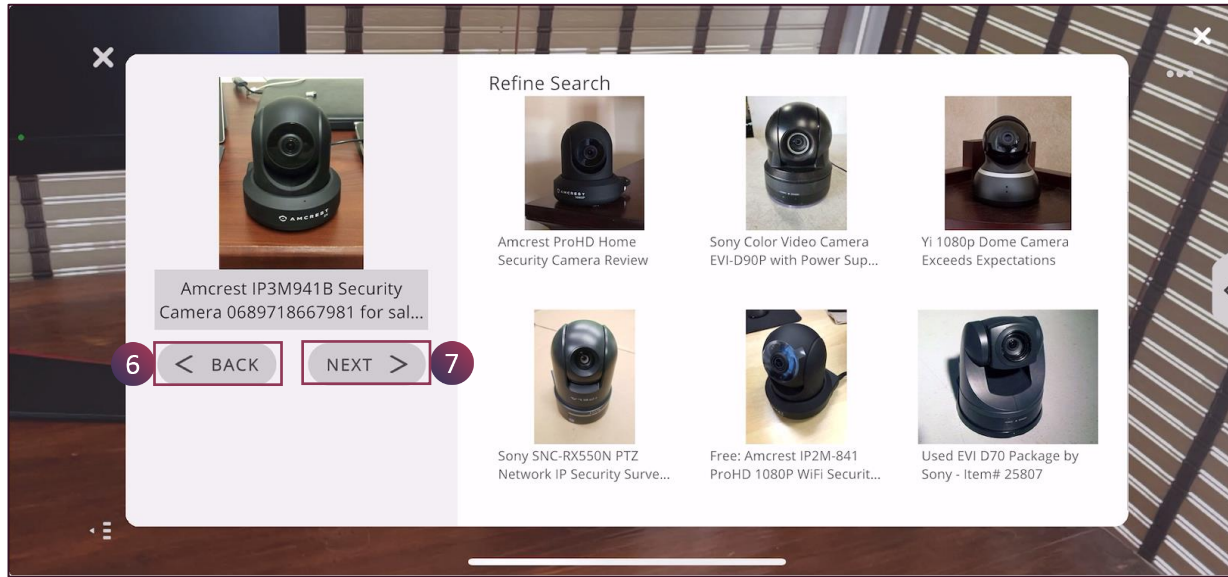 Refine Search
AMCREST
Amcrest IP3M941B Security
Camera 0689718667981 for sal...
6
< BACK
NEXT >
7
AMCREST
Amcrest ProHD Home
Security Camera Review
Sony Color Video Camera
EVI-D90P with Power Sup...
Yi 1080p Dome Camera
Exceeds Expectations
Sony SNC-RX550N PTZ
Network IP Security Surve...
Free: Amcrest IP2M-841
ProHD 1080P WiFi Securit...
Used EVI D70 Package by
Sony - Item# 25807